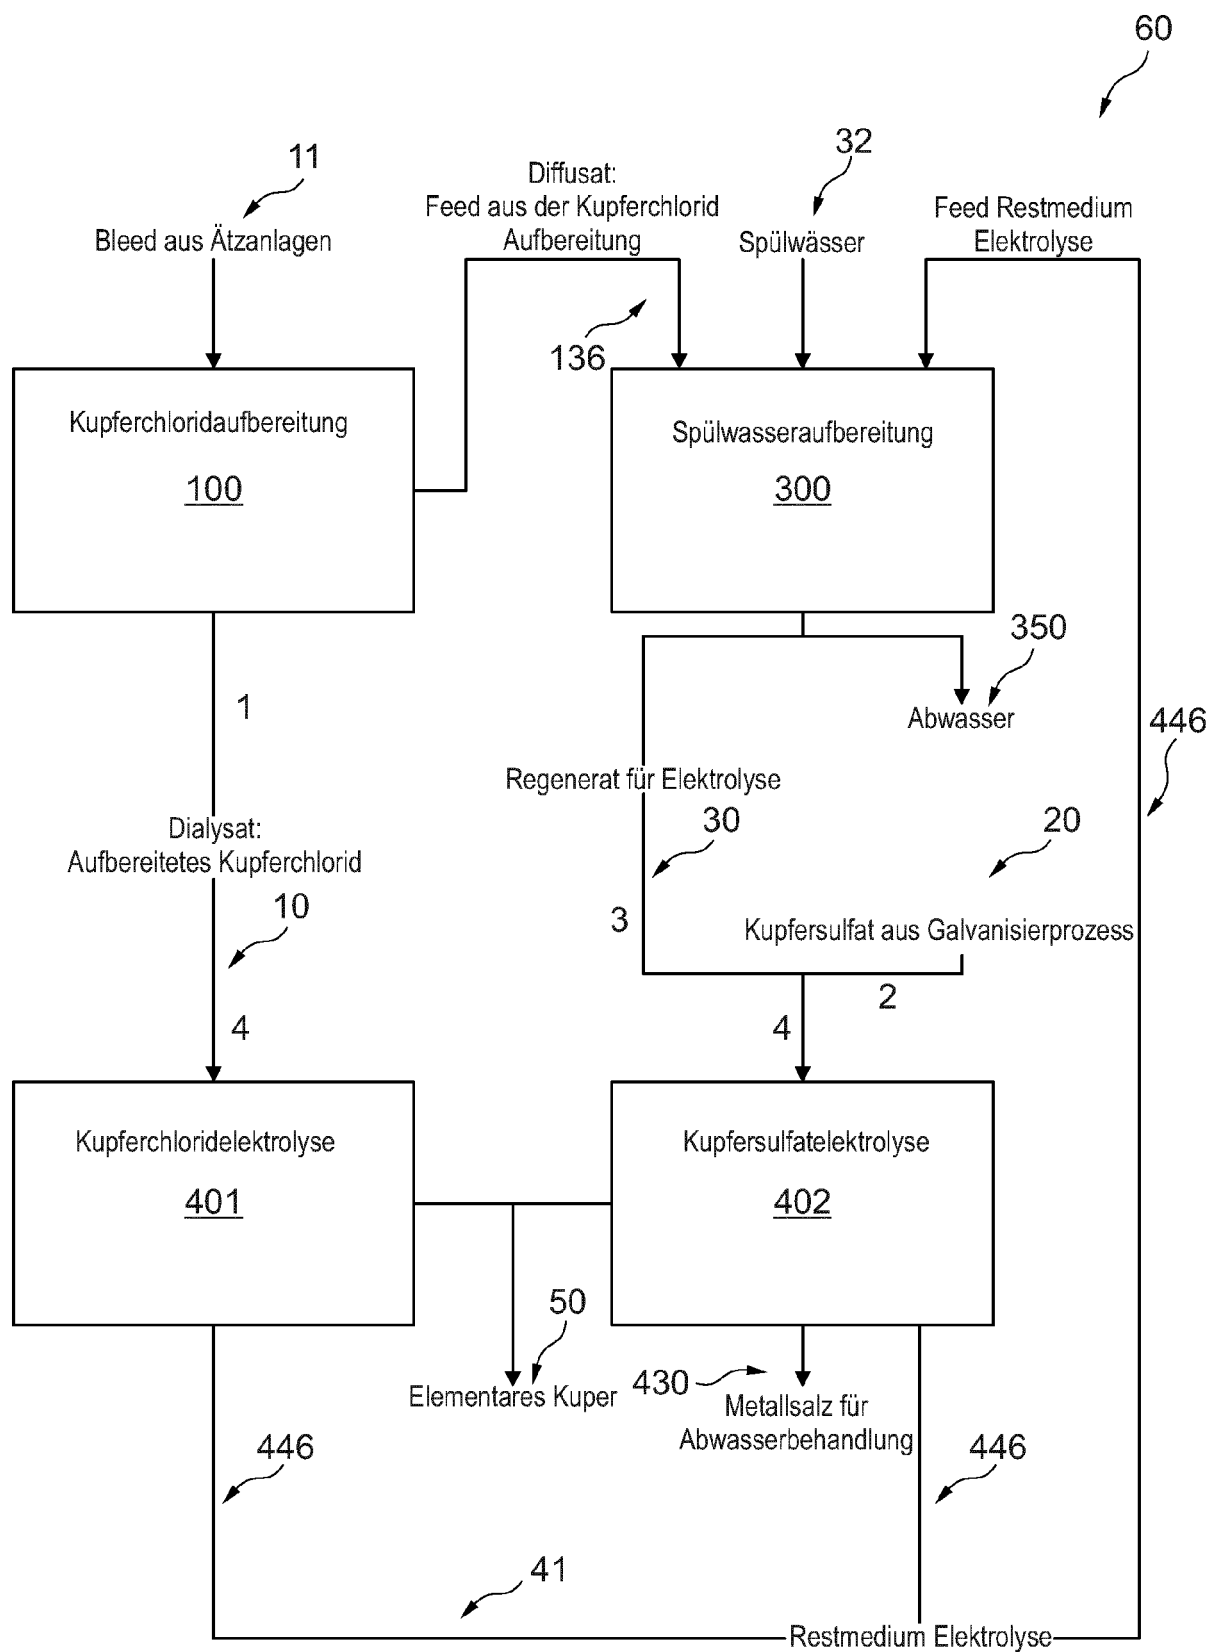 60
11
Bleed aus Ätzanlagen
Diffusat:
Feed aus der Kupferchlorid
Aufbereitung
136
32
Spülwässer
Feed Restmedium
Elektrolyse
Kupferchloridaufbereitung
100
Spülwasseraufbereitung
300
350
Abwasser
1
446
Regenerat für Elektrolyse
Dialysat:
Aufbereitetes Kupferchlorid
30
20
10
3
Kupfersulfat aus Galvanisierprozess
2
4
4
Kupferchloridelektrolyse
401
Kupfersulfatelektrolyse
402
50
Elementares Kuper
430
Metallsalz für
Abwasserbehandlung
446
446
41
Restmedium Elektrolyse